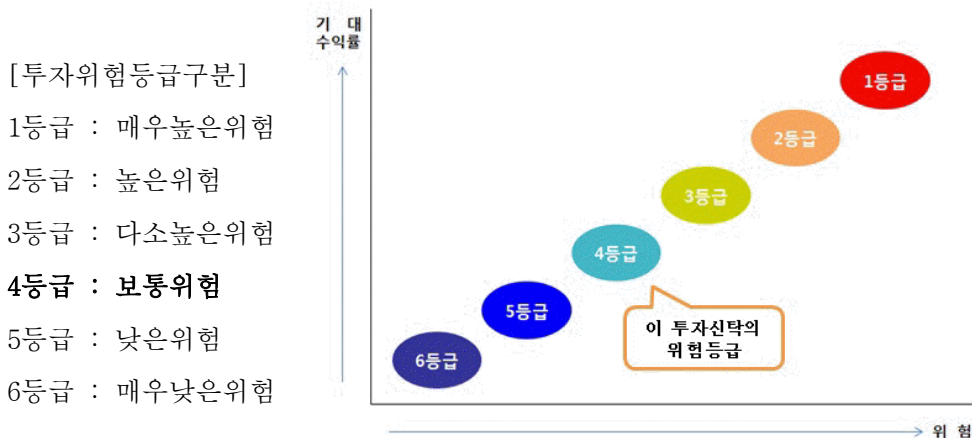 [투자위험등급구분]
1등급 : 매우높은위험
2등급 : 높은위험
3등급 : 다소높은위험
4등급 : 보통위험
5등급 : 낮은위험
6등급 : 매우낮은위험
기 대
수익률
1등급
2등급
3등급
4등급
5등급
6등급
이 투자신탁의
위험등급
위 험